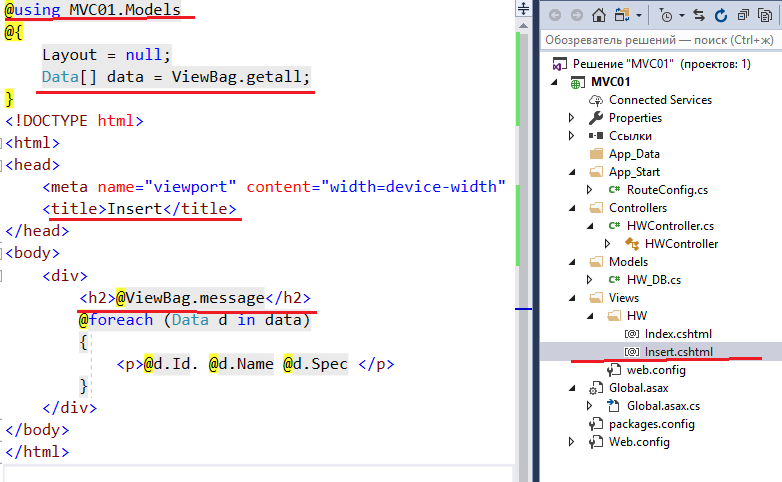 @using MVC01.Models
@{
Layout = null;
Data[] data = ViewBag.getall;
}
<!DOCTYPE html>
<html>
<head>
<meta name="viewport" content="width=device-width"
<title>Insert</title>
</head>
<body>
<div>
<h2>@ViewBag.message</h2>
@foreach (Data d in data)
{
<p>@d.Id. @d.Name @d.Spec </p>
}
</div>
</body>
</html>
Обозреватель решений — поиск (Ctrl+ж)
Решение "MVC01" (проектов: 1)
MVC01
Connected Services
Properties
Ссылки
App_Data
App_Start
RouteConfig.cs
Controllers
HWController.cs
HWController
Models
HW_DB.cs
Views
HW
Index.cshtml
Insert.cshtml
web.config
Global.asax
Global.asax.cs
packages.config
Web.config